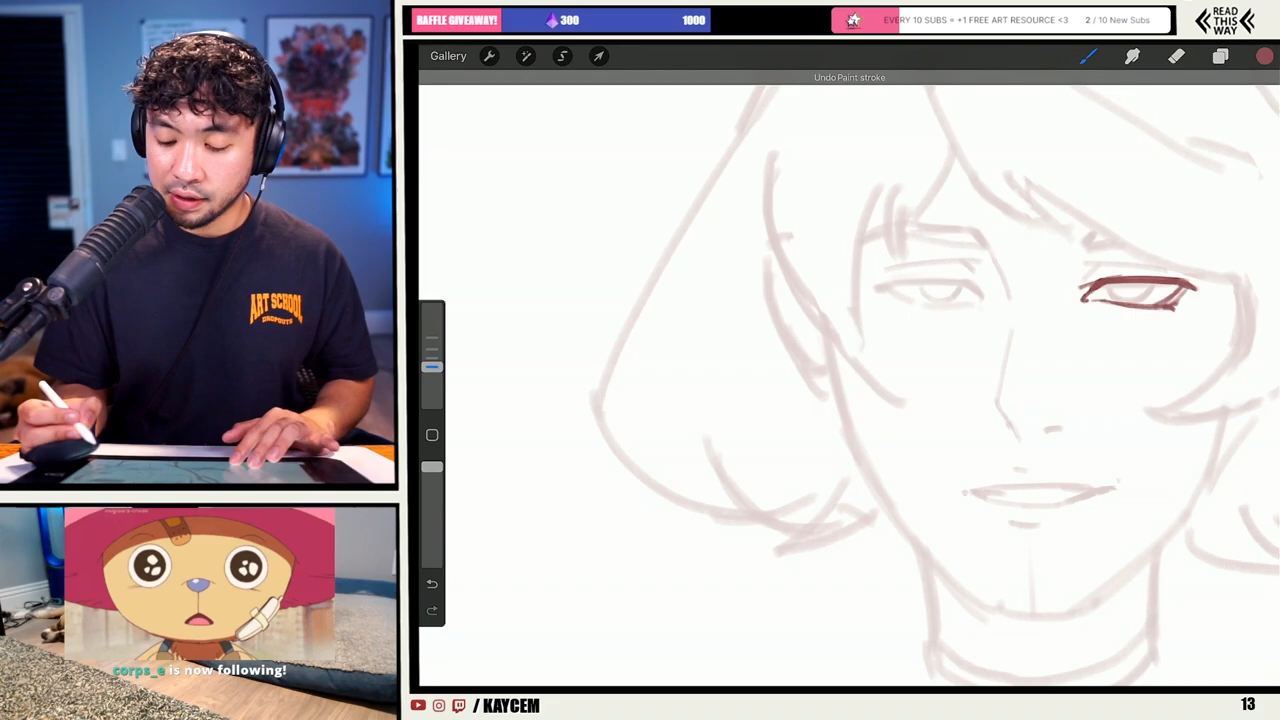 RAFFLE GIVEAWAY!
300
1000
EVERY 10 SUBS = +1 FREE ART RESOURCE <3
2 / 10 New Subs
READ
THIS
WAY
Gallery
Undo Paint stroke
ART SCHOOL
DROPOUTS
corps_e is now following!
/ KAYCEM
13